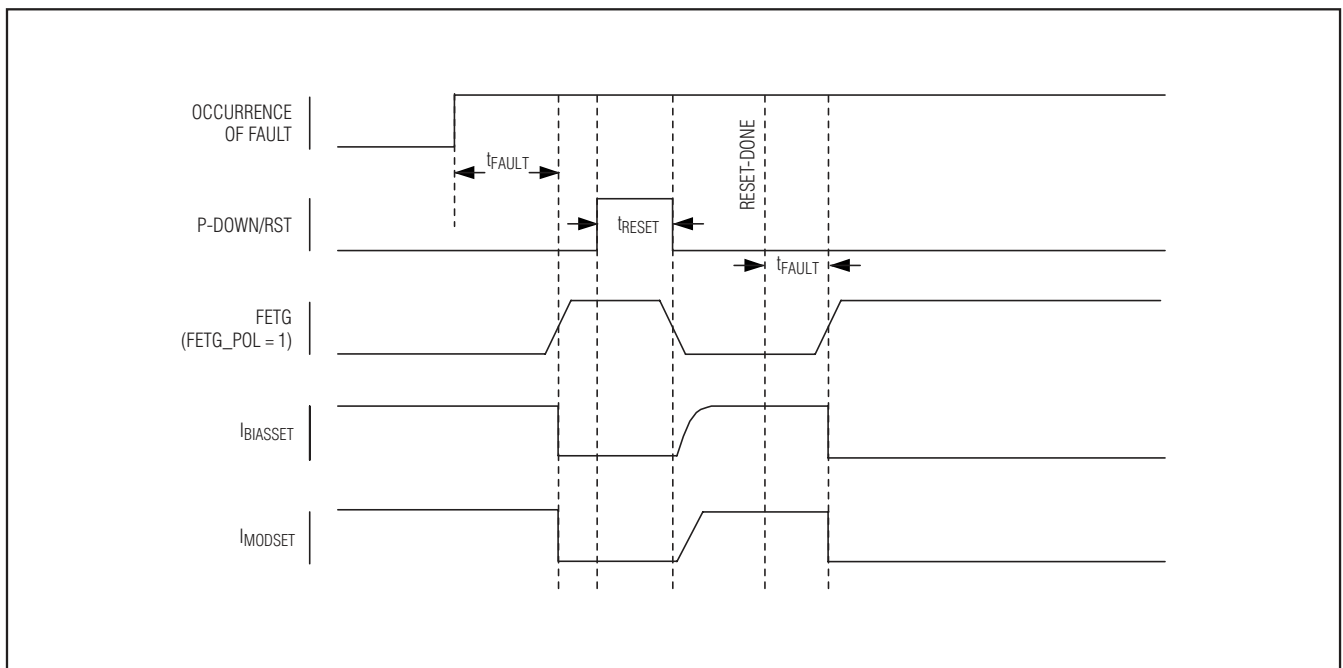 OCCURRENCE
OF FAULT
tFAULT
RESET-DONE
P-DOWN/RST
tRESET
tFAULT
FETG
(FETG_POL = 1)
IBIASSET
IMODSET